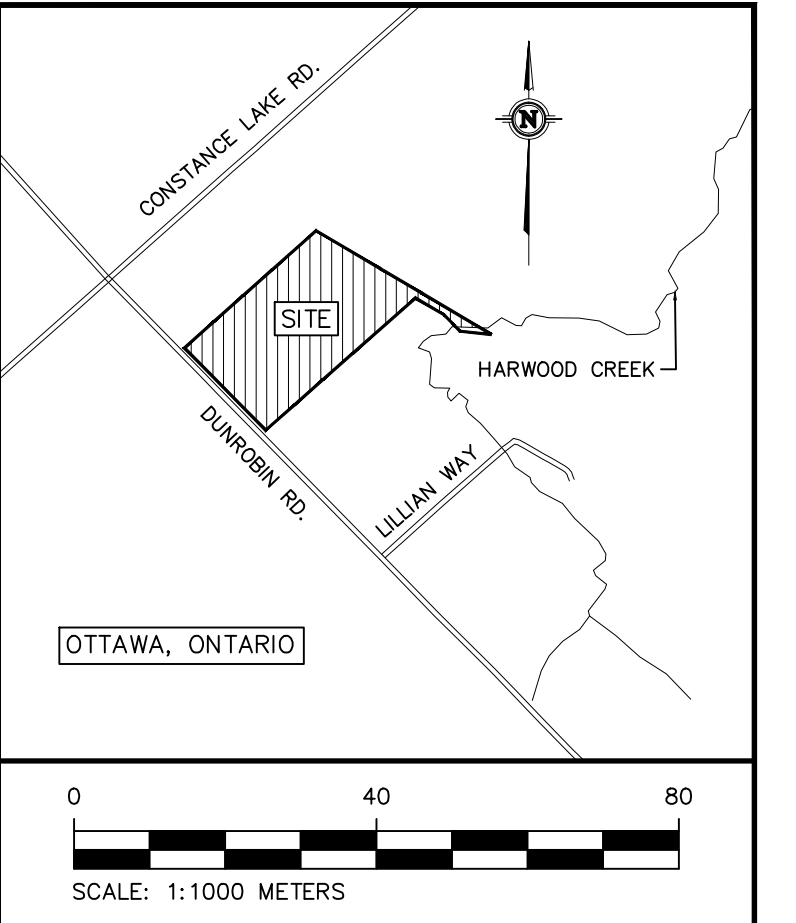 CONSTANCE LAKE RD.
N
SITE
HARWOOD CREEK
DUNROBIN RD.
LILLIAN WAY
OTTAWA, ONTARIO
0 40 80
SCALE: 1:1000 METERS